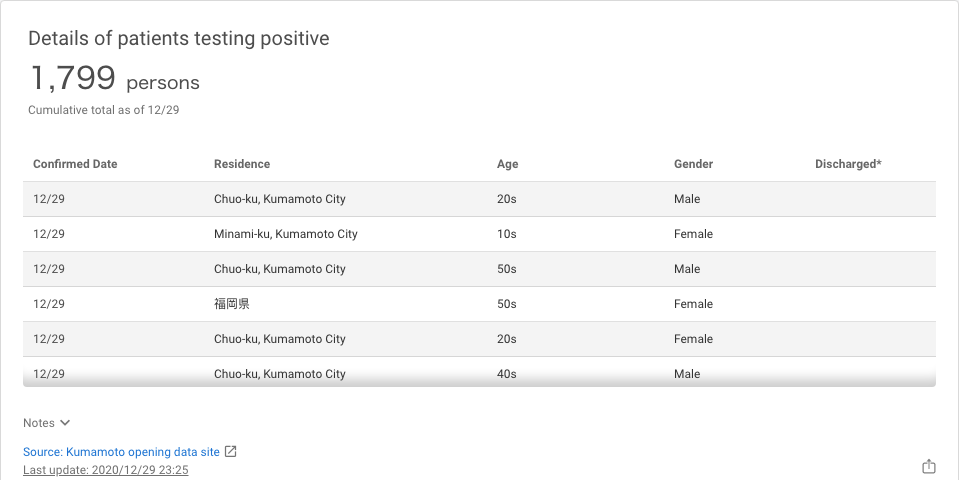 Details of patients testing positive
1,799 persons
Cumulative total as of 12/29
Confirmed Date Residence Age Gender Discharged*
12/29 Chuo-ku, Kumamoto City 20s Male
12/29 Minami-ku, Kumamoto City 10s Female
12/29 Chuo-ku, Kumamoto City 50s Male
12/29 福岡県 50s Female
12/29 Chuo-ku, Kumamoto City 20s Female
12/29 Chuo-ku, Kumamoto City 40s Male
Notes
Source: Kumamoto opening data site
Last update: 2020/12/29 23:25